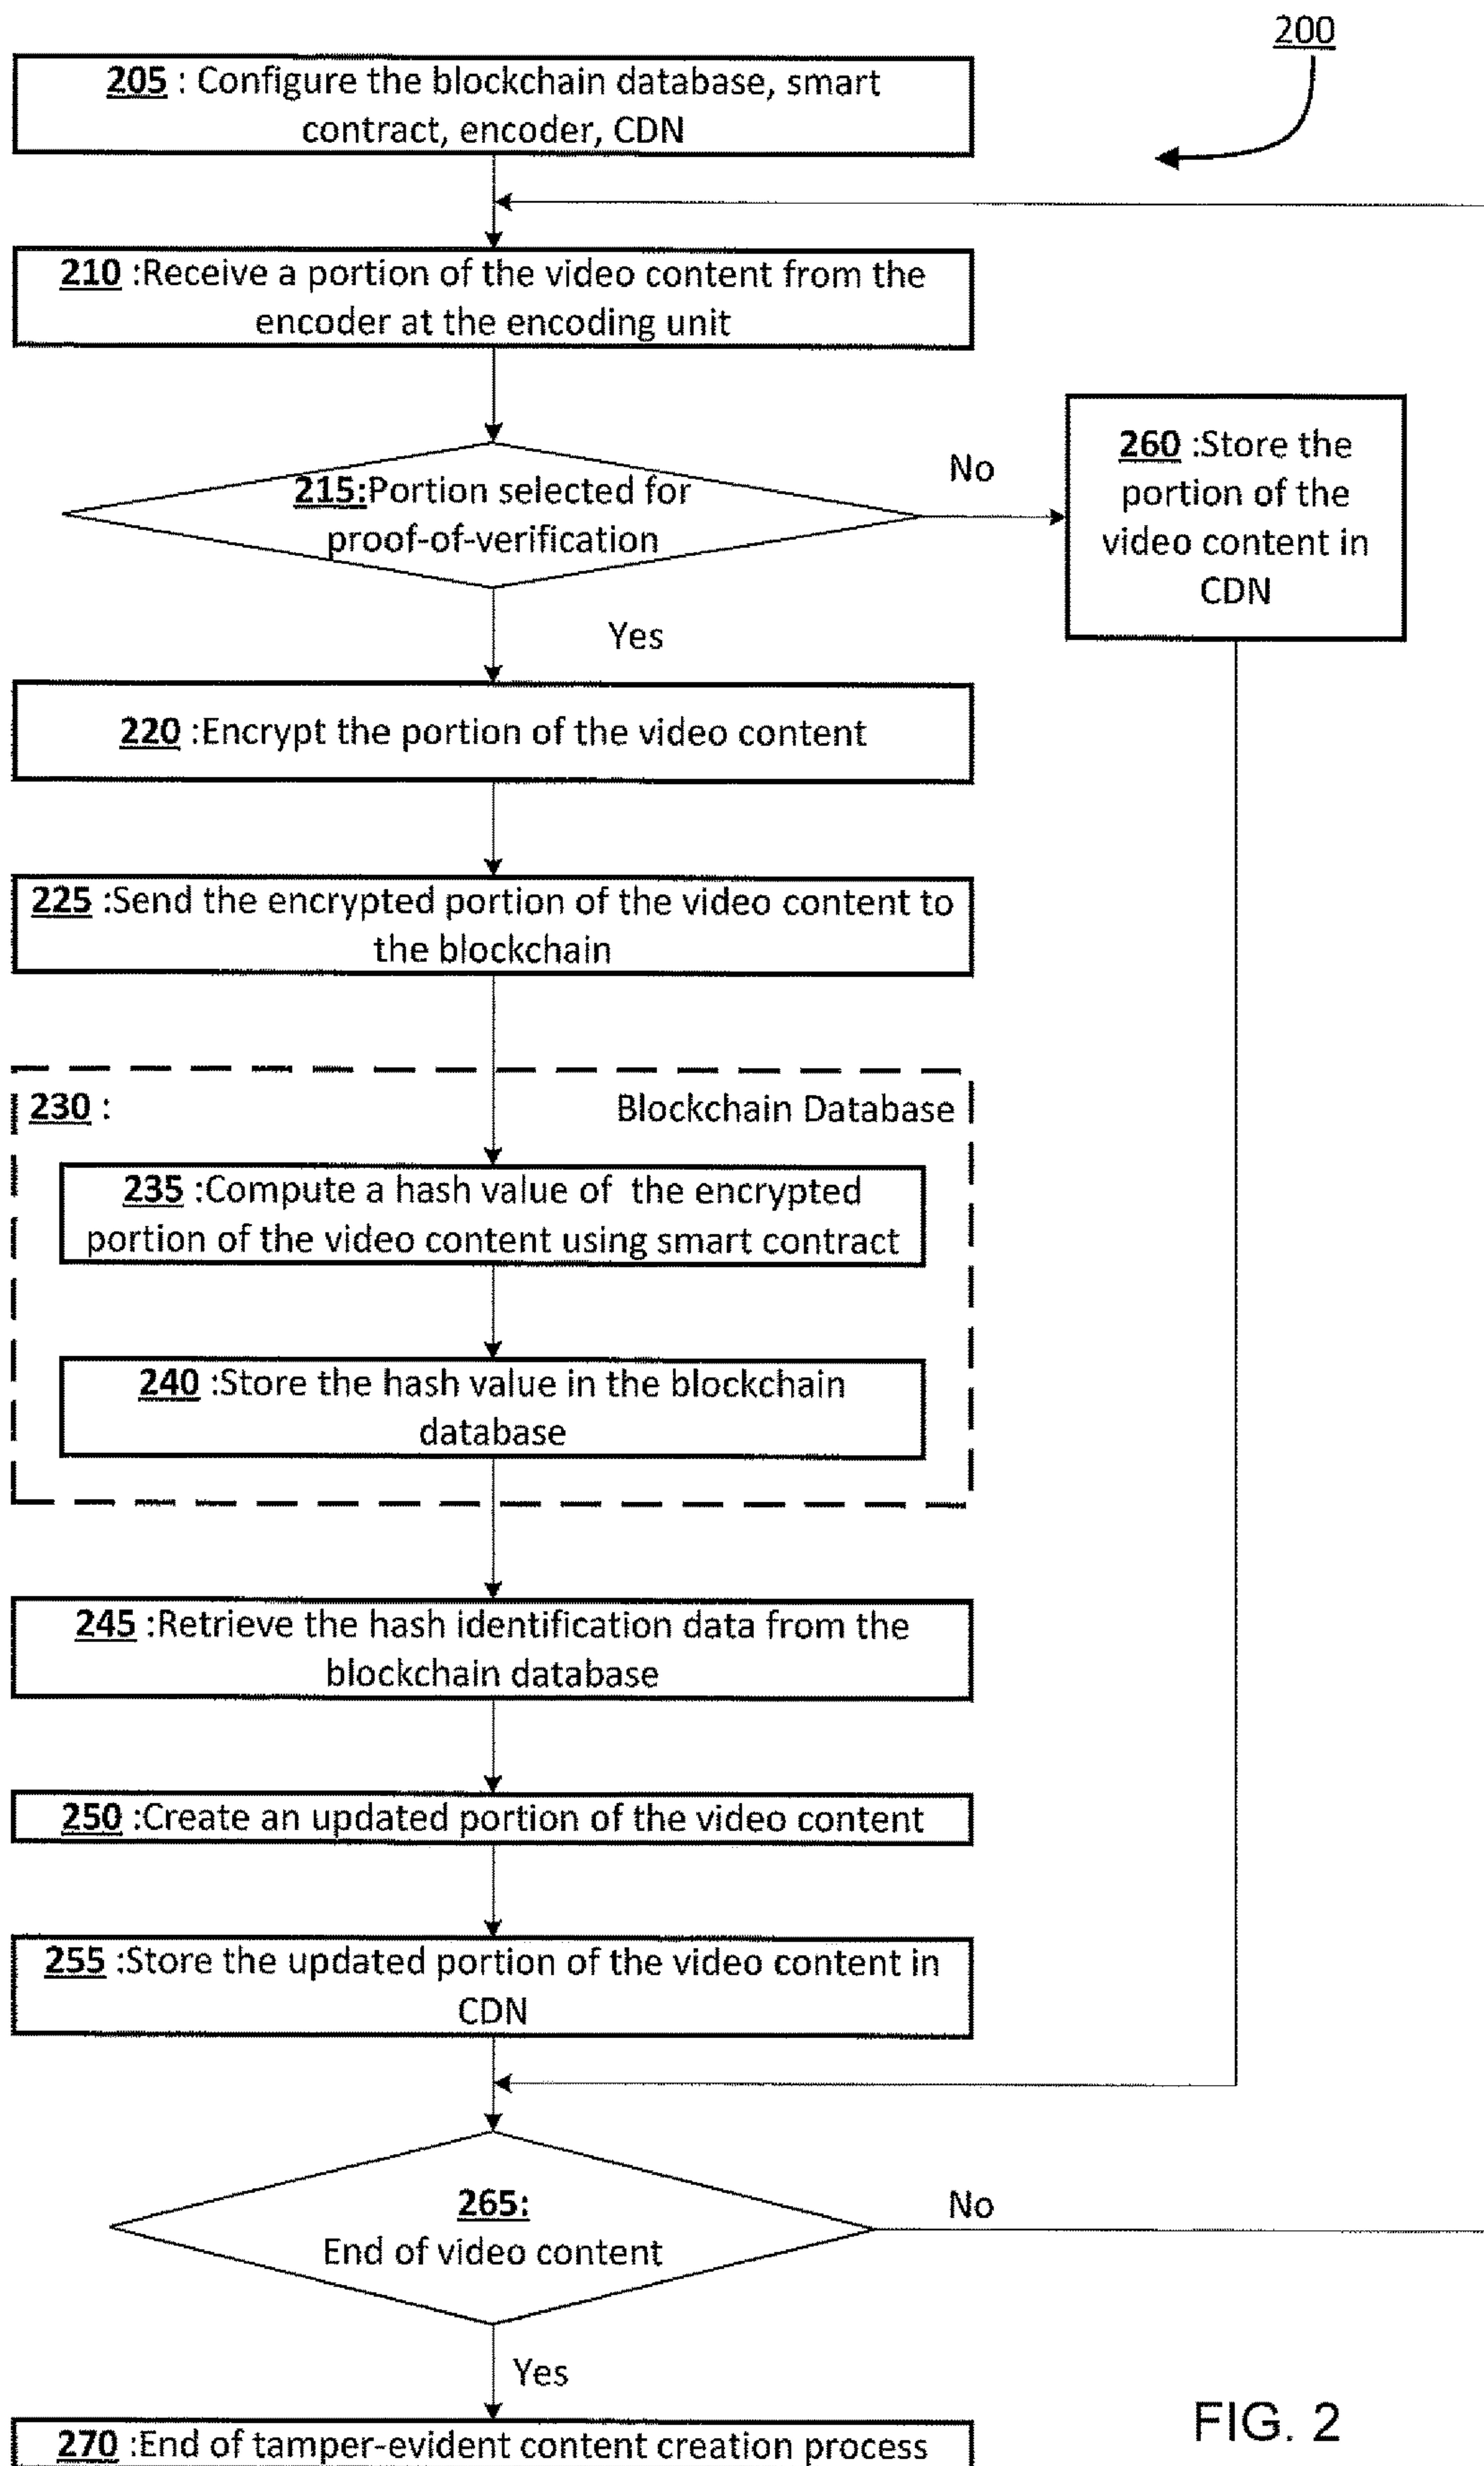 200
205 : Configure the blockchain database, smart
contract, encoder, CDN
210 :Receive a portion of the video content from the
encoder at the encoding unit
215:Portion selected for
proof-of-verification
No
260 :Store the
portion of the
video content in
CDN
Yes
220 :Encrypt the portion of the video content
225 :Send the encrypted portion of the video content to
the blockchain
230 :
Blockchain Database
235 :Compute a hash value of the encrypted
portion of the video content using smart contract
240 :Store the hash value in the blockchain
database
245 :Retrieve the hash identification data from the
blockchain database
250 :Create an updated portion of the video content
255 :Store the updated portion of the video content in
CDN
265:
End of video content
No
Yes
270 :End of tamper-evident content creation process
FIG. 2